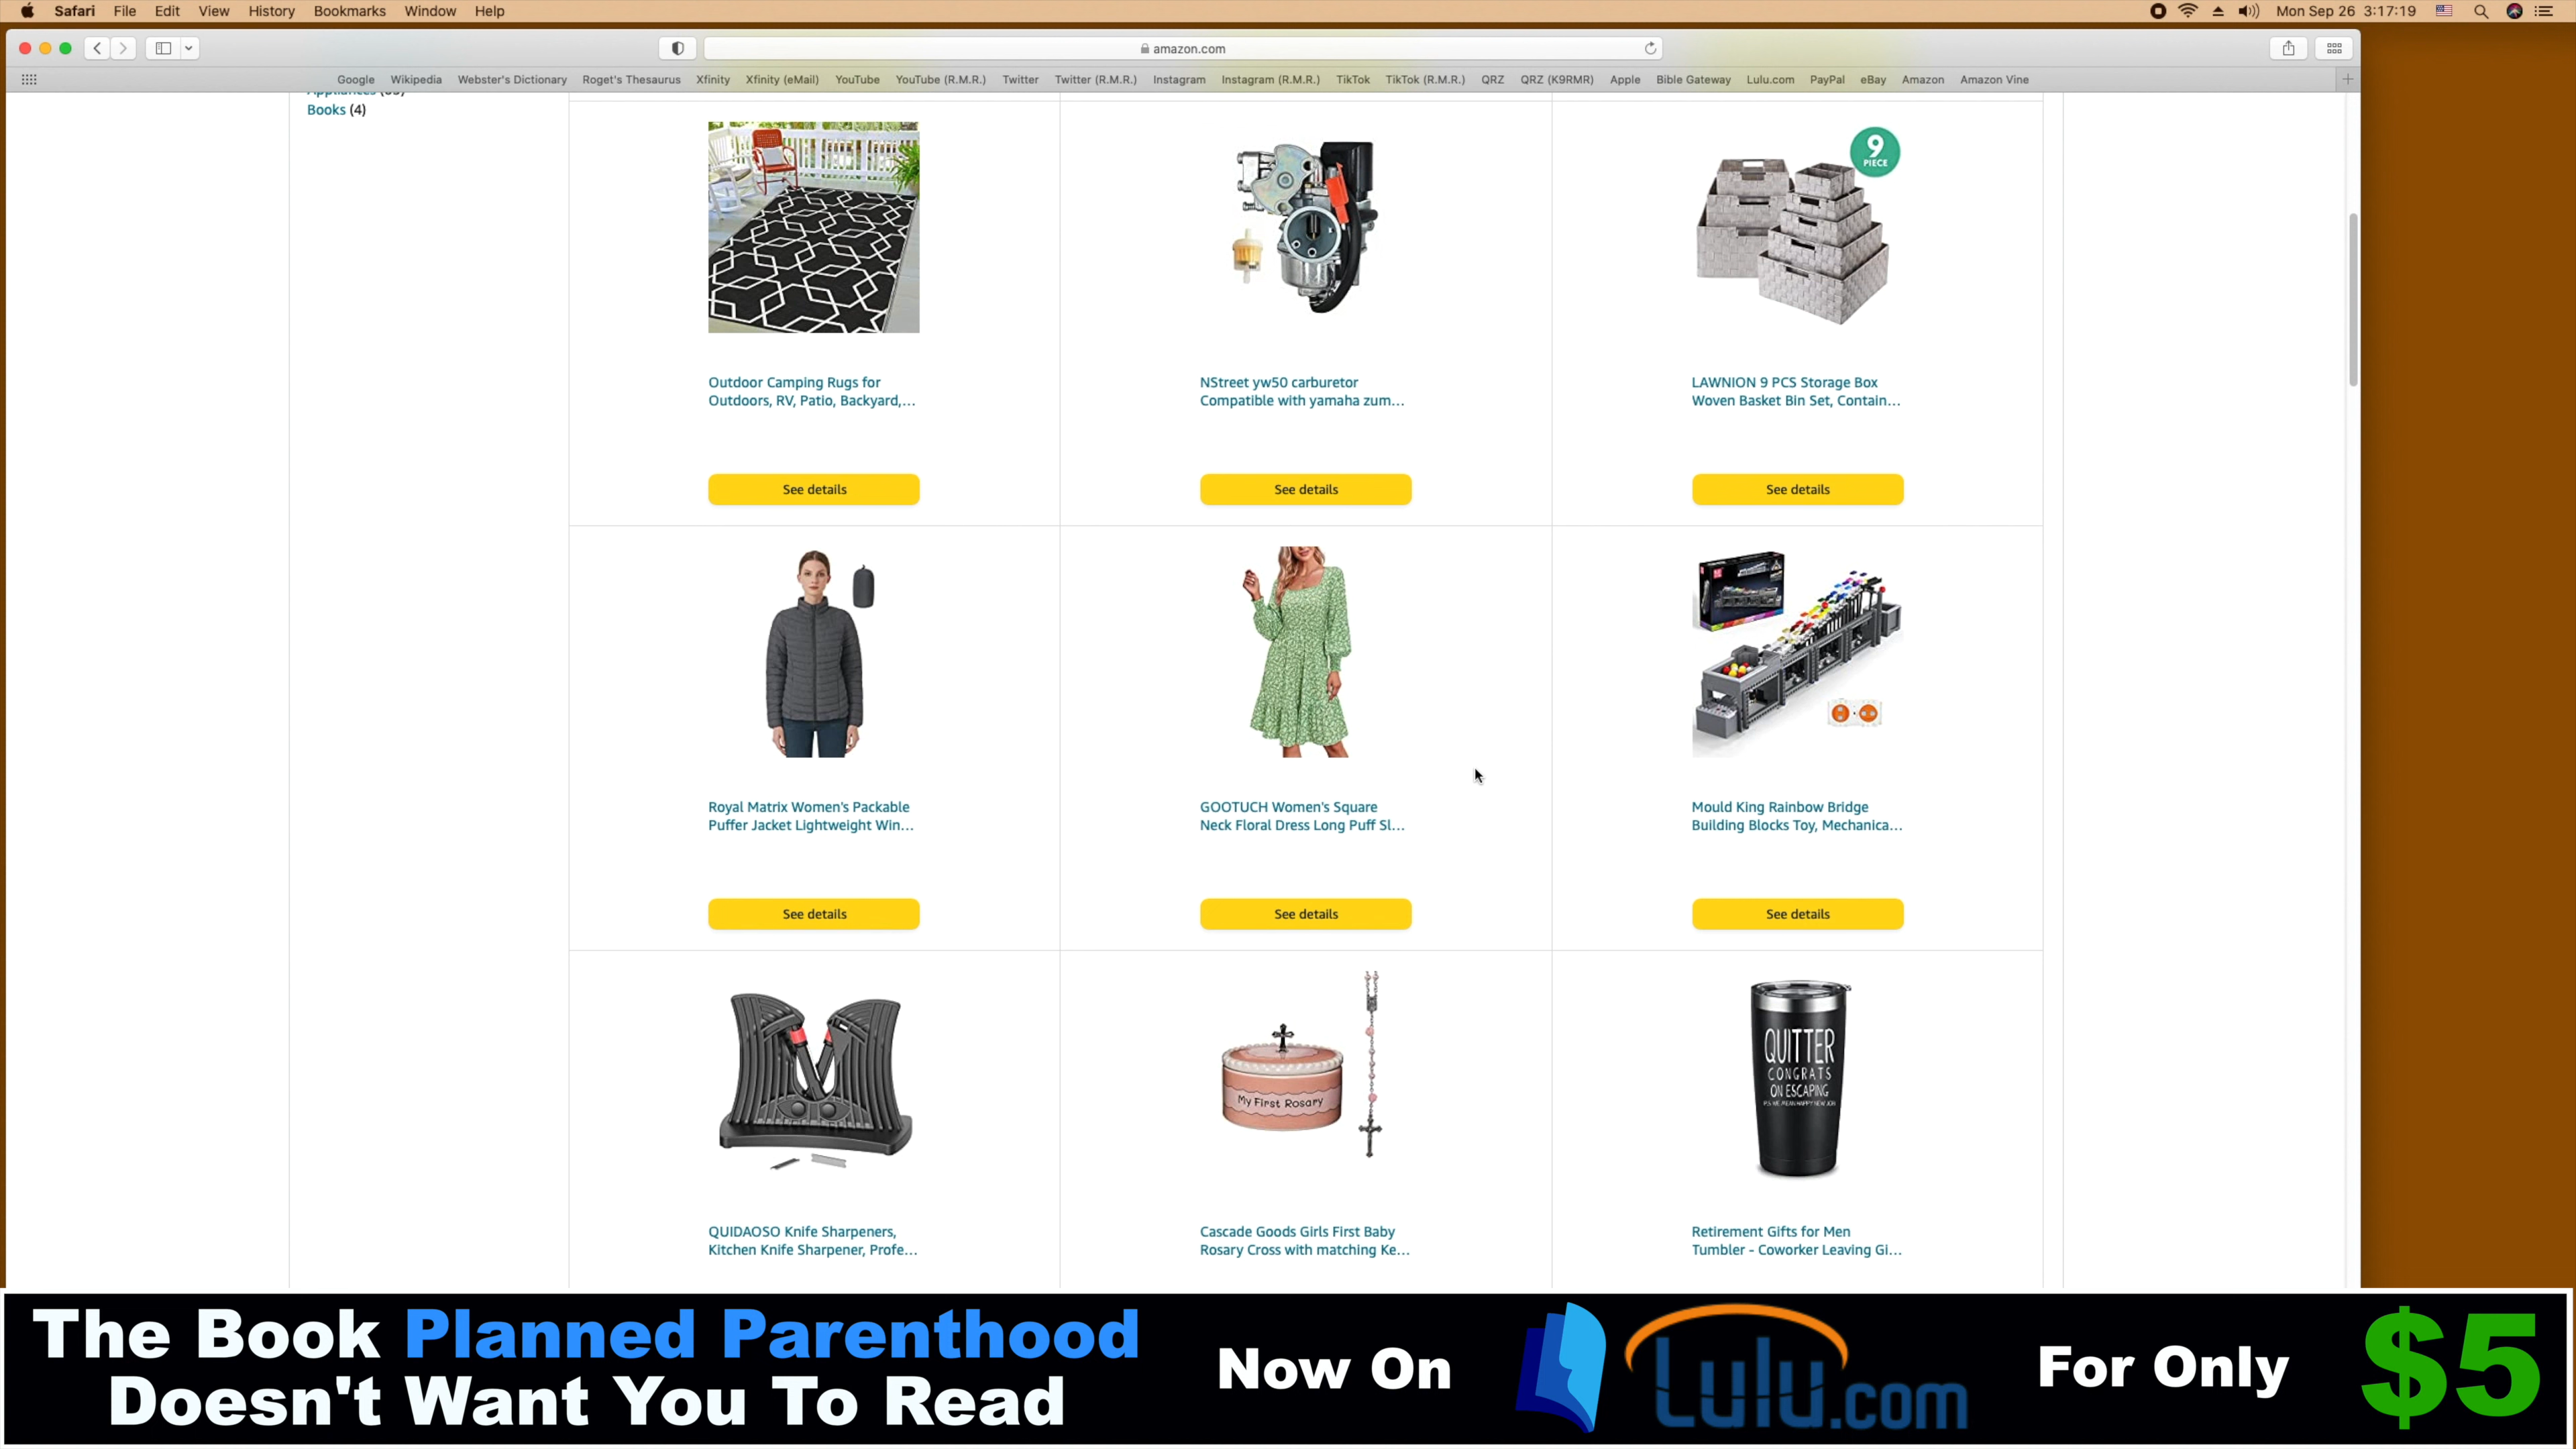 Safari File Edit View History Bookmarks Window Help
Mon Sep 26 3:17:19
amazon.com
Google Wikipedia Webster's Dictionary Roget's Thesaurus Xfinity Xfinity (eMail) YouTube YouTube (R.M.R.) Twitter Twitter (R.M.R.) Instagram Instagram (R.M.R.) TikTok TikTok (R.M.R.) QRZ QRZ (K9RMR) Apple Bible Gateway Lulu.com PayPal eBay Amazon Amazon Vine
Books (4)
9
PIECE
Outdoor Camping Rugs for
Outdoors, RV, Patio, Backyard,...
NStreet yw50 carburetor
Compatible with yamaha zum...
LAWNION 9 PCS Storage Box
Woven Basket Bin Set, Contain...
See details
See details
See details
Royal Matrix Women's Packable
Puffer Jacket Lightweight Win...
GOOTUCH Women's Square
Neck Floral Dress Long Puff Sl...
Mould King Rainbow Bridge
Building Blocks Toy, Mechanica...
See details
See details
See details
My First Rosary
QUITTER
CONGRATS
ON ESCAPING
P.S. WE MEAN HAPPY NEW JOB
QUIDAOSO Knife Sharpeners,
Kitchen Knife Sharpener, Profe...
Cascade Goods Girls First Baby
Rosary Cross with matching Ke...
Retirement Gifts for Men
Tumbler - Coworker Leaving Gi...
The Book Planned Parenthood
Doesn't Want You To Read
Now On
Lulu.com
For Only
$5